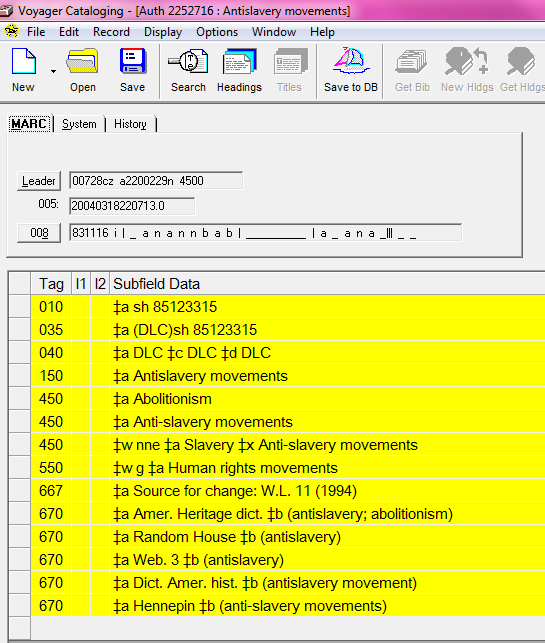 Voyager Cataloging - [Auth 2252716 : Antislavery movements]
File Edit Record Display Options Window Help
New Open Save Search Headings Titles Save to DB Get Bib New Hldgs Get Hldgs
MARC System History
Leader 00728cz a2200229n 4500
005: 20040318220713.0
008 831116 i | _ a n a n n b a b | __________ | a _ a n a _||| _ _
Tag I1 I2 Subfield Data
010 ‡a sh 85123315
035 ‡a (DLC)sh 85123315
040 ‡a DLC ‡c DLC ‡d DLC
150 ‡a Antislavery movements
450 ‡a Abolitionism
450 ‡a Anti-slavery movements
450 ‡w nne ‡a Slavery ‡x Anti-slavery movements
550 ‡w g ‡a Human rights movements
667 ‡a Source for change: W.L. 11 (1994)
670 ‡a Amer. Heritage dict. ‡b (antislavery; abolitionism)
670 ‡a Random House ‡b (antislavery)
670 ‡a Web. 3 ‡b (antislavery)
670 ‡a Dict. Amer. hist. ‡b (antislavery movement)
670 ‡a Hennepin ‡b (anti-slavery movements)